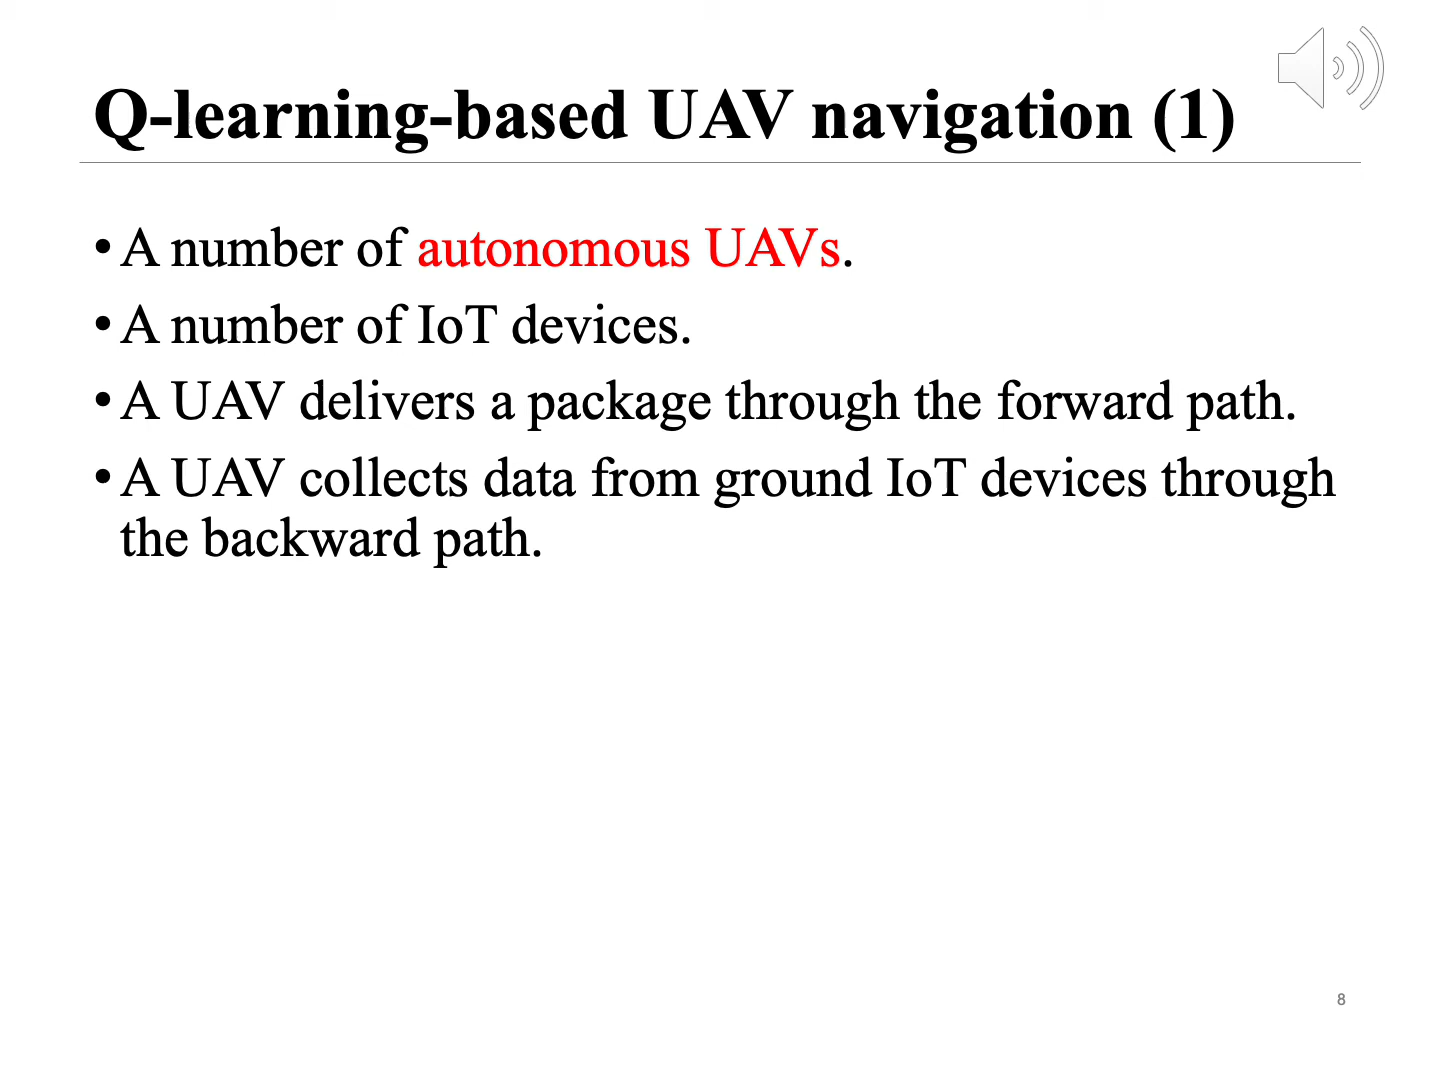 Q-learning-based UAV navigation (1)
• A number of autonomous UAVs.
• A number of IoT devices.
• A UAV delivers a package through the forward path.
• A UAV collects data from ground IoT devices through
the backward path.
8